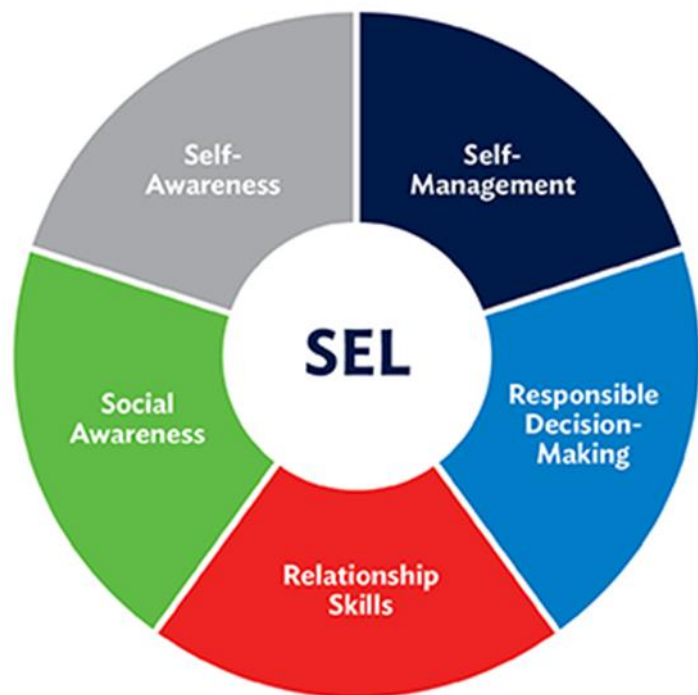 Self-
Awareness
Self-
Management
SEL
Social
Awareness
Responsible
Decision-
Making
Relationship
Skills